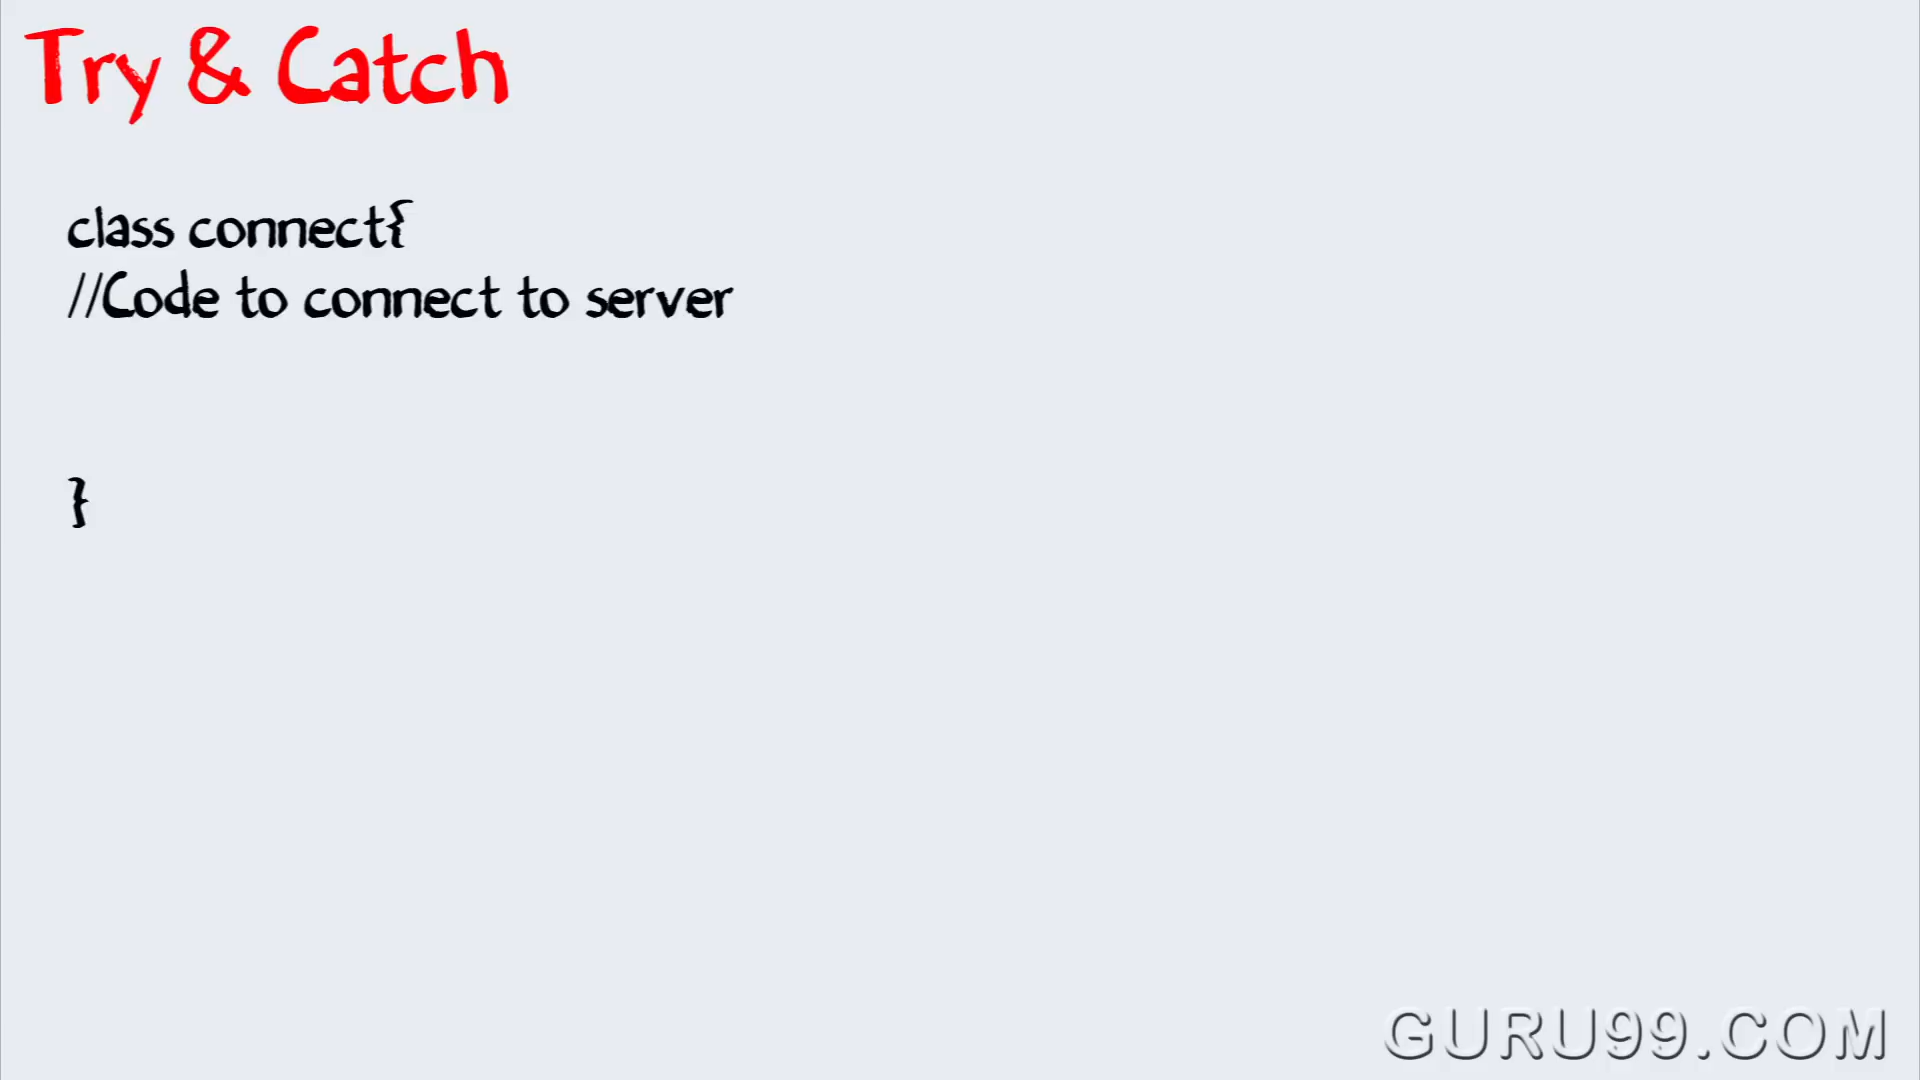 Try & Catch
class connect{
//Code to connect to server
}
GURU99.COM